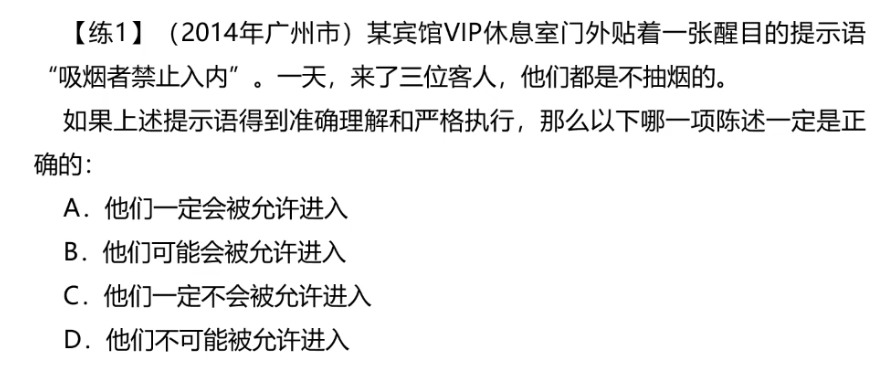 【练1】（2014年广州市）某宾馆VIP休息室门外贴着一张醒目的提示语
“吸烟者禁止入内”。一天，来了三位客人，他们都是不抽烟的。
如果上述提示语得到准确理解和严格执行，那么以下哪一项陈述一定是正
确的：
A．他们一定会被允许进入
B．他们可能会被允许进入
C．他们一定不会被允许进入
D．他们不可能被允许进入